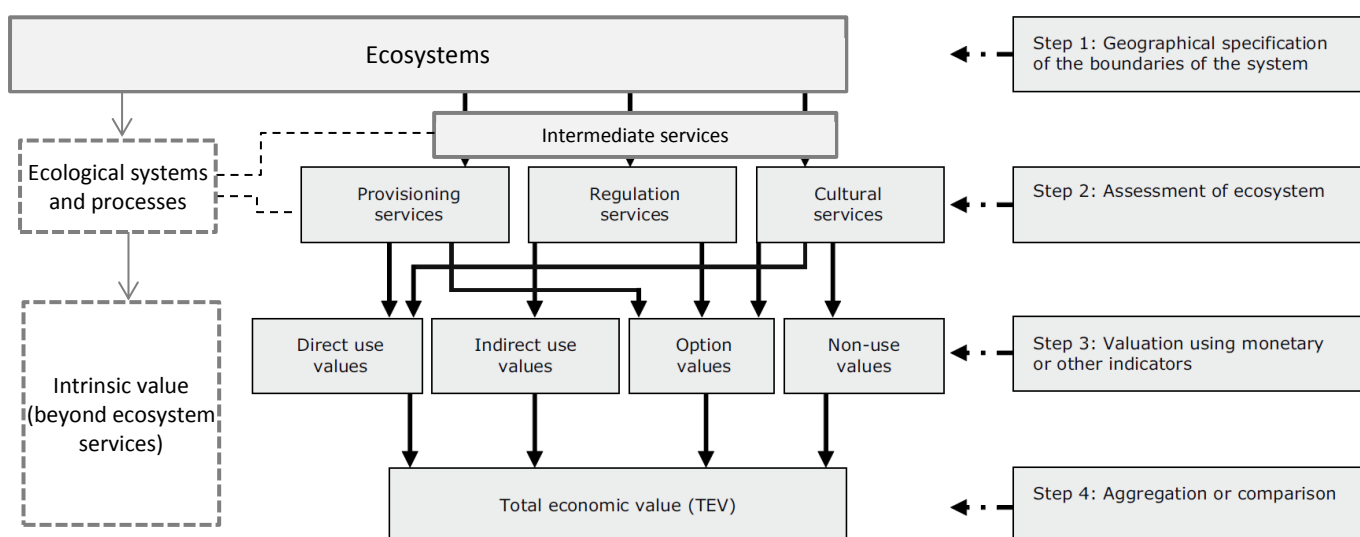 Ecosystems
Step 1: Geographical specification
of the boundaries of the system
Intermediate services
Ecological systems
and processes
Provisioning
services
Regulation
services
Cultural
services
Step 2: Assessment of ecosystem
Intrinsic value
(beyond ecosystem
services)
Direct use
values
Indirect use
values
Option
values
Non-use
values
Step 3: Valuation using monetary
or other indicators
Total economic value (TEV)
Step 4: Aggregation or comparison